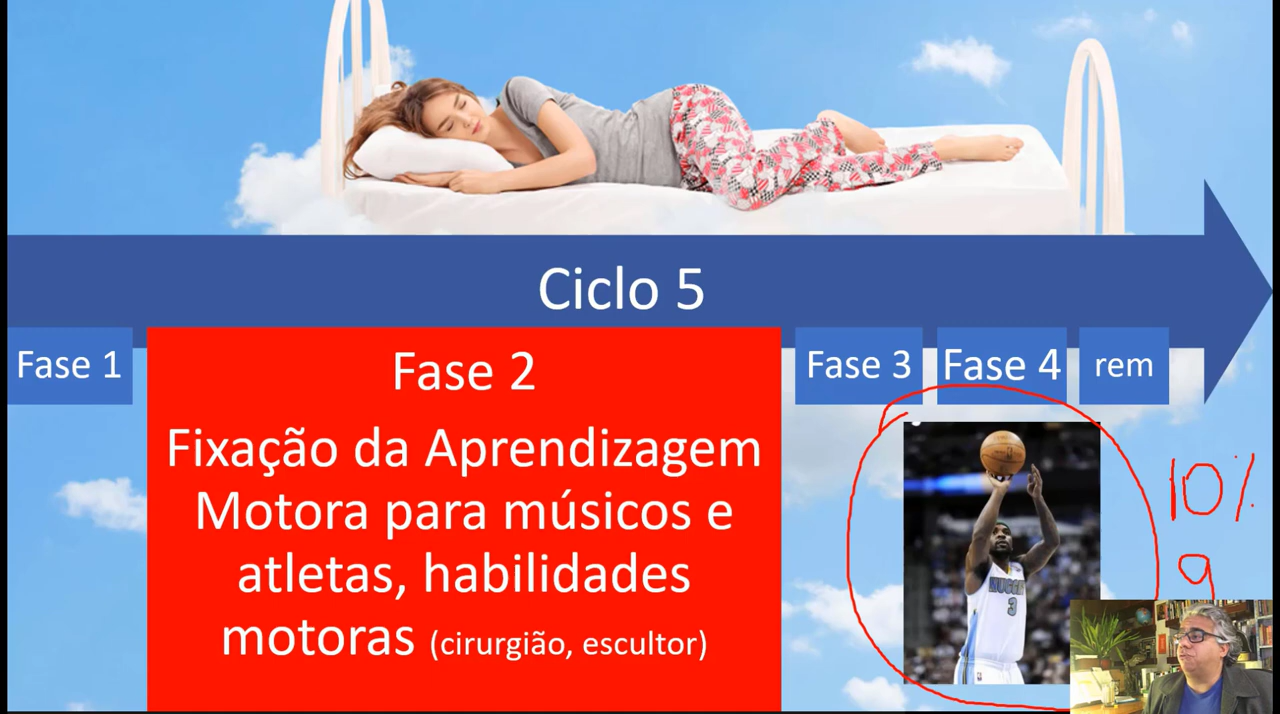 Ciclo 5
Fase 1
Fase 2
Fase 3
Fase 4
rem
Fixação da Aprendizagem
Motora para músicos e
atletas, habilidades
motoras (cirurgião, escultor)
NUGGETS
3
10%
9